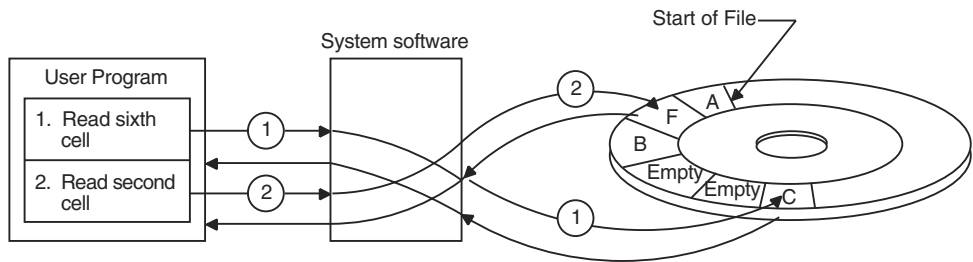 Start of File
System software
User Program
1. Read sixth
cell
2. Read second
cell
1
2
2
1
A
F
B
Empty
Empty
C